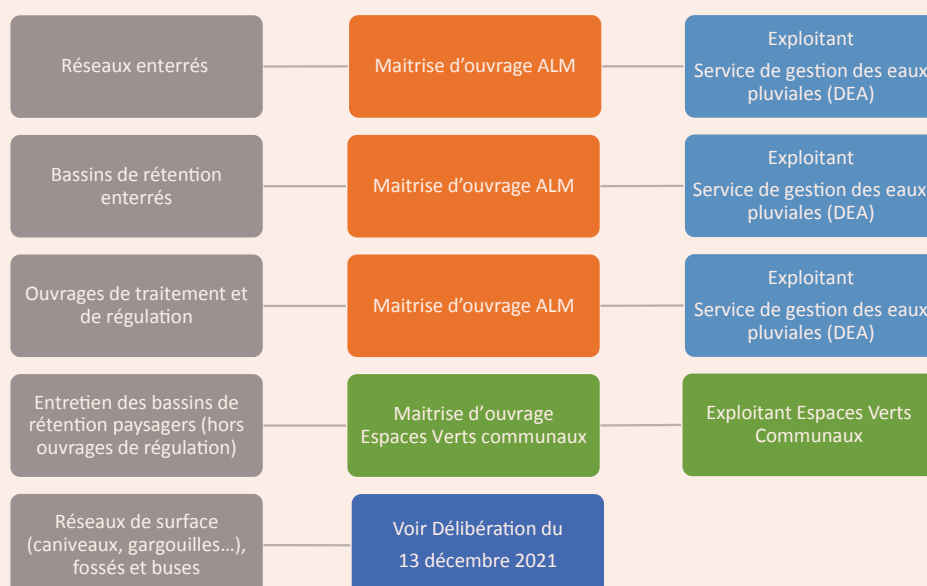 Réseaux enterrés
Maitrise d'ouvrage ALM
Exploitant
Service de gestion des eaux
pluviales (DEA)
Bassins de rétention
enterrés
Maitrise d'ouvrage ALM
Exploitant
Service de gestion des eaux
pluviales (DEA)
Ouvrages de traitement et
de régulation
Maitrise d'ouvrage ALM
Exploitant
Service de gestion des eaux
pluviales (DEA)
Entretien des bassins de
rétention paysagers (hors
ouvrages de régulation)
Maitrise d'ouvrage
Espaces Verts communaux
Exploitant Espaces Verts
Communaux
Réseaux de surface
(caniveaux, gargouilles...),
fossés et buses
Voir Délibération du
13 décembre 2021